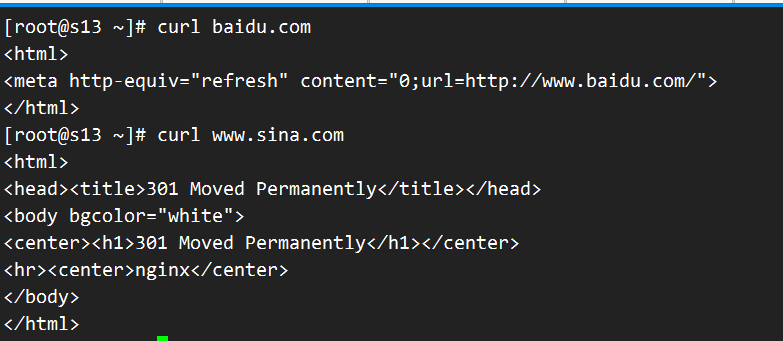 [root@s13 ~]# curl baidu.com
<html>
<meta http-equiv="refresh" content="0;url=http://www.baidu.com/">
</html>
[root@s13 ~]# curl www.sina.com
<html>
<head><title>301 Moved Permanently</title></head>
<body bgcolor="white">
<center><h1>301 Moved Permanently</h1></center>
<hr><center>nginx</center>
</body>
</html>